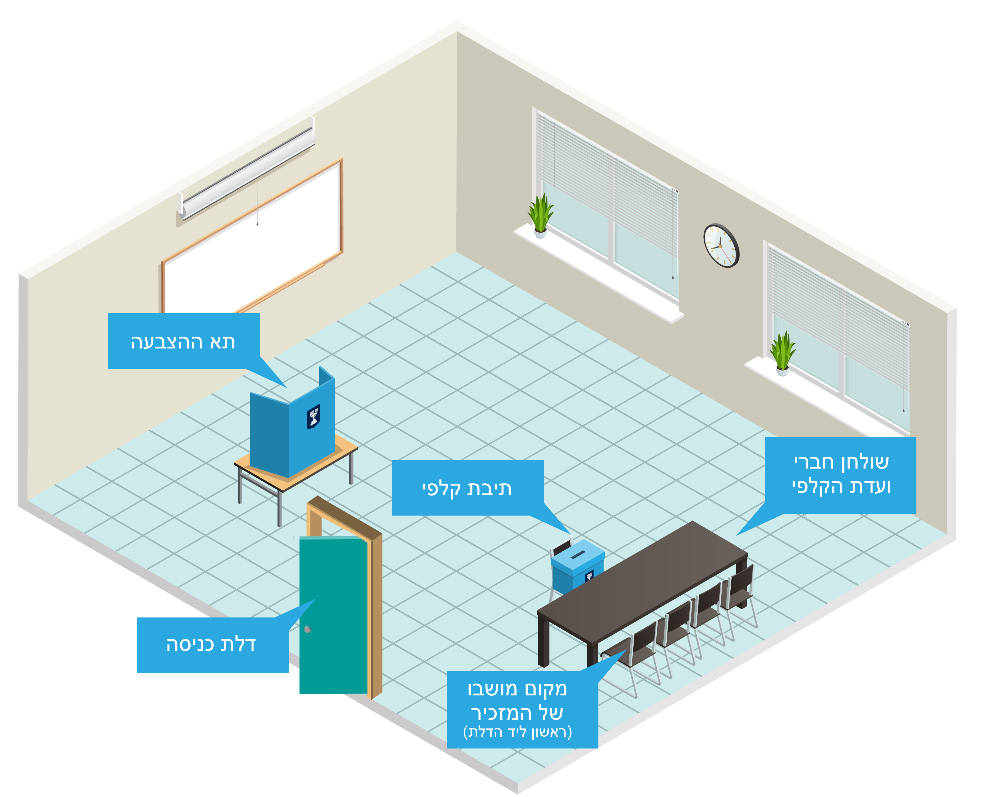 תא ההצבעה
תיבת קלפי
שולחן חברי
ועדת הקלפי
דלת כניסה
מקום מושבו
של המזכיר
(ראשון ליד הדלת)